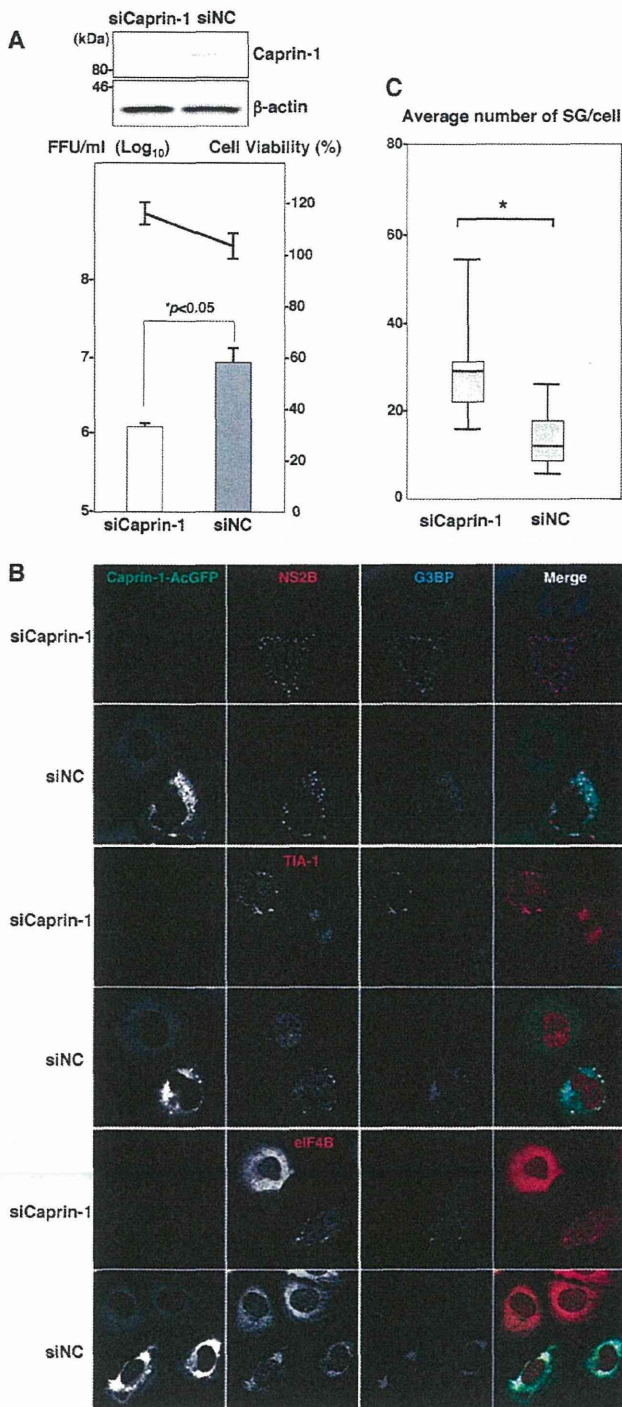 A
siCaprin-1 siNC
(kDa)
80
Caprin-1
46
β-actin
FFU/ml (Log10) Cell Viability (%)
8
7
6
5
120
100
80
60
40
20
0
*p<0.05
siCaprin-1 siNC
C
Average number of SG/cell
80
60
40
20
0
*
siCaprin-1 siNC
B
Caprin-1-AcGFP NS2B G3BP Merge
siCaprin-1
siNC
TIA-1
siCaprin-1
siNC
eIF4B
siCaprin-1
siNC